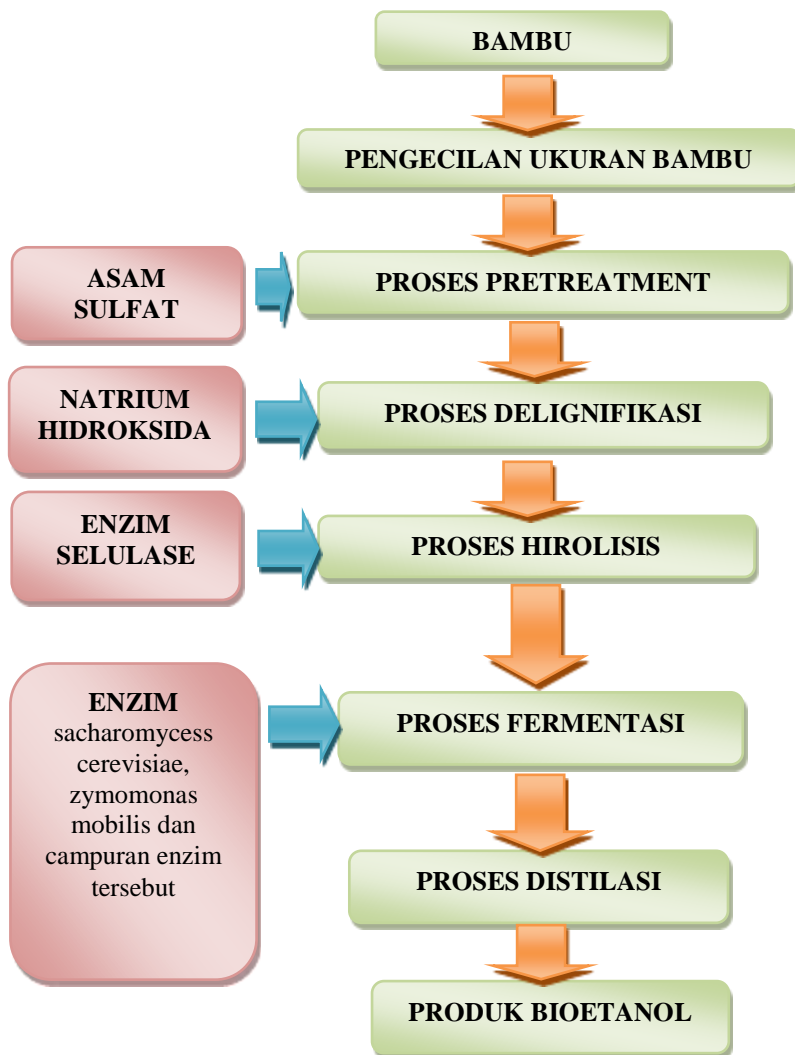 BAMBU
PENGECILAN UKURAN BAMBU
ASAM
SULFAT
PROSES PRETREATMENT
NATRIUM
HIDROKSIDA
PROSES DELIGNIFIKASI
ENZIM
SELULASE
PROSES HIROLISIS
ENZIM
sacharomycess
cerevisiae,
zymomonas
mobilis dan
campuran enzim
tersebut
PROSES FERMENTASI
PROSES DISTILASI
PRODUK BIOETANOL